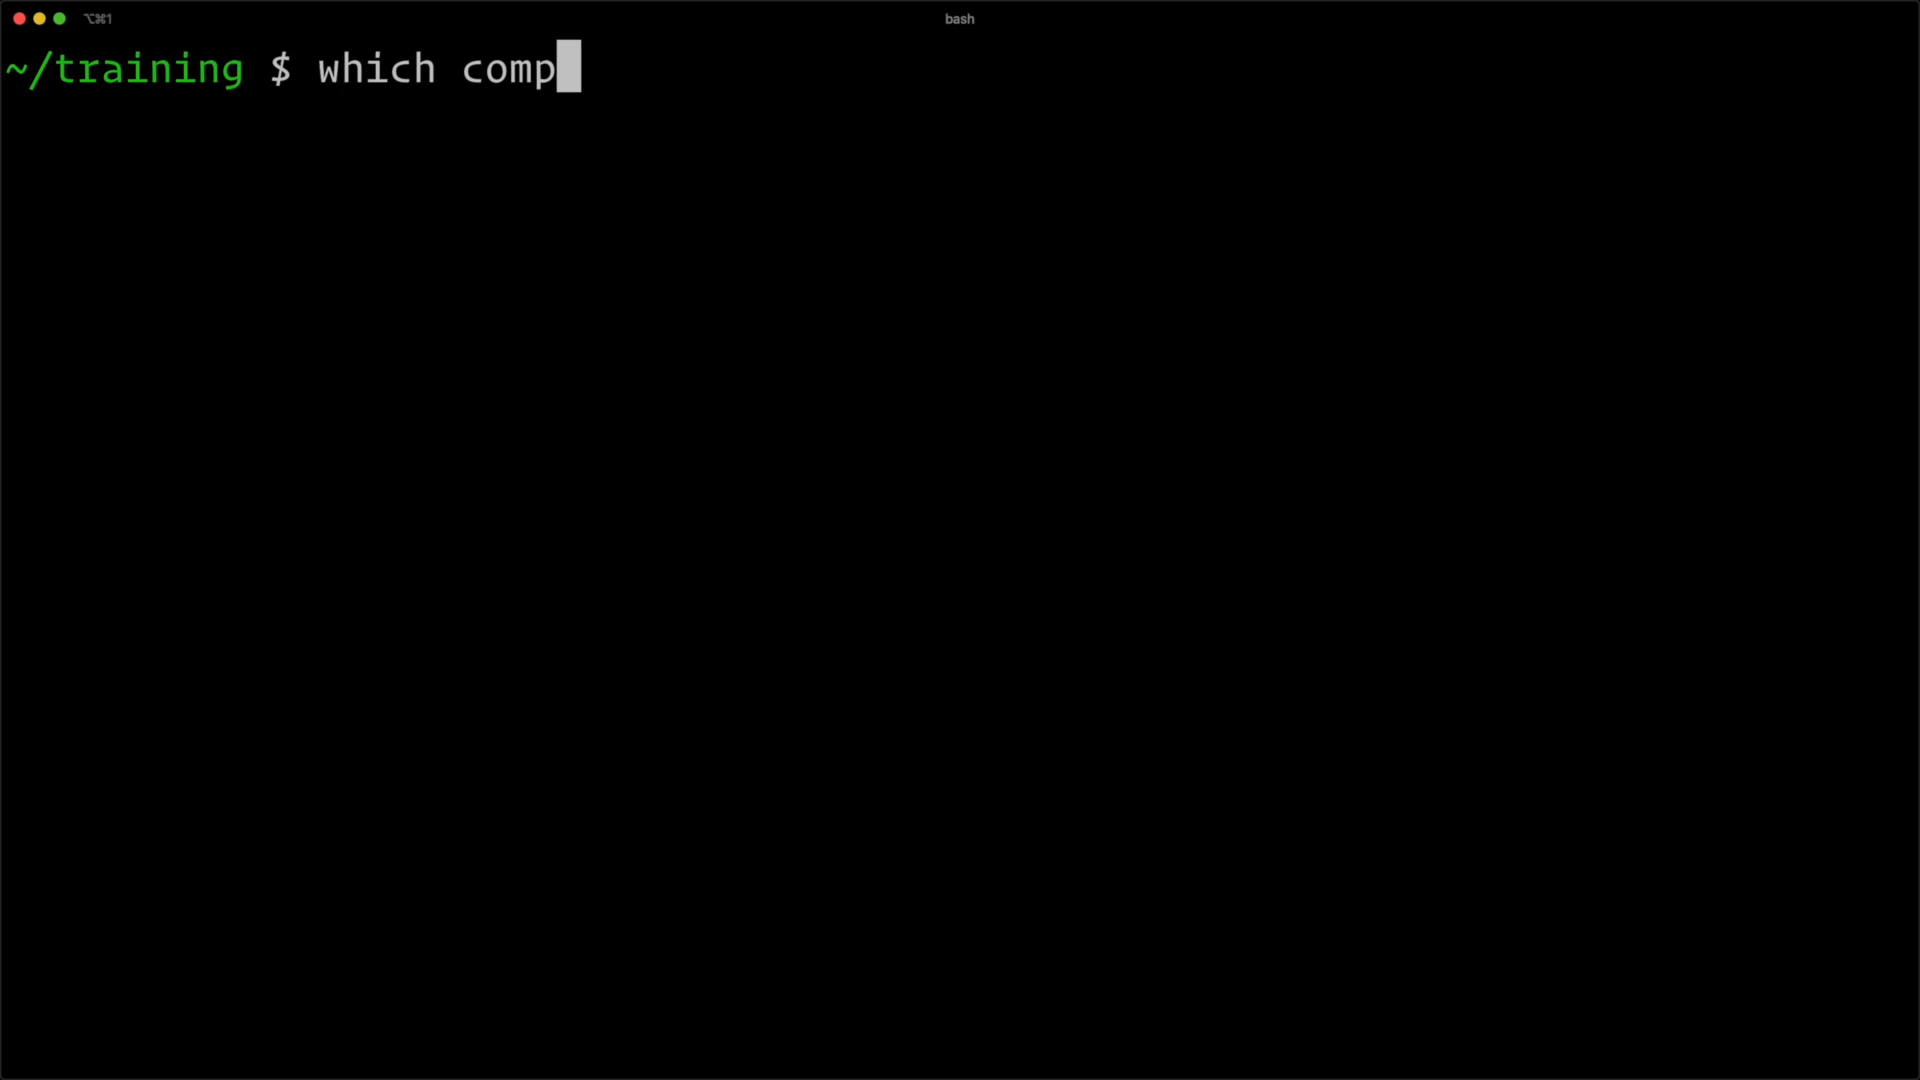 ⌥⌘1
bash
~/training $ which comp